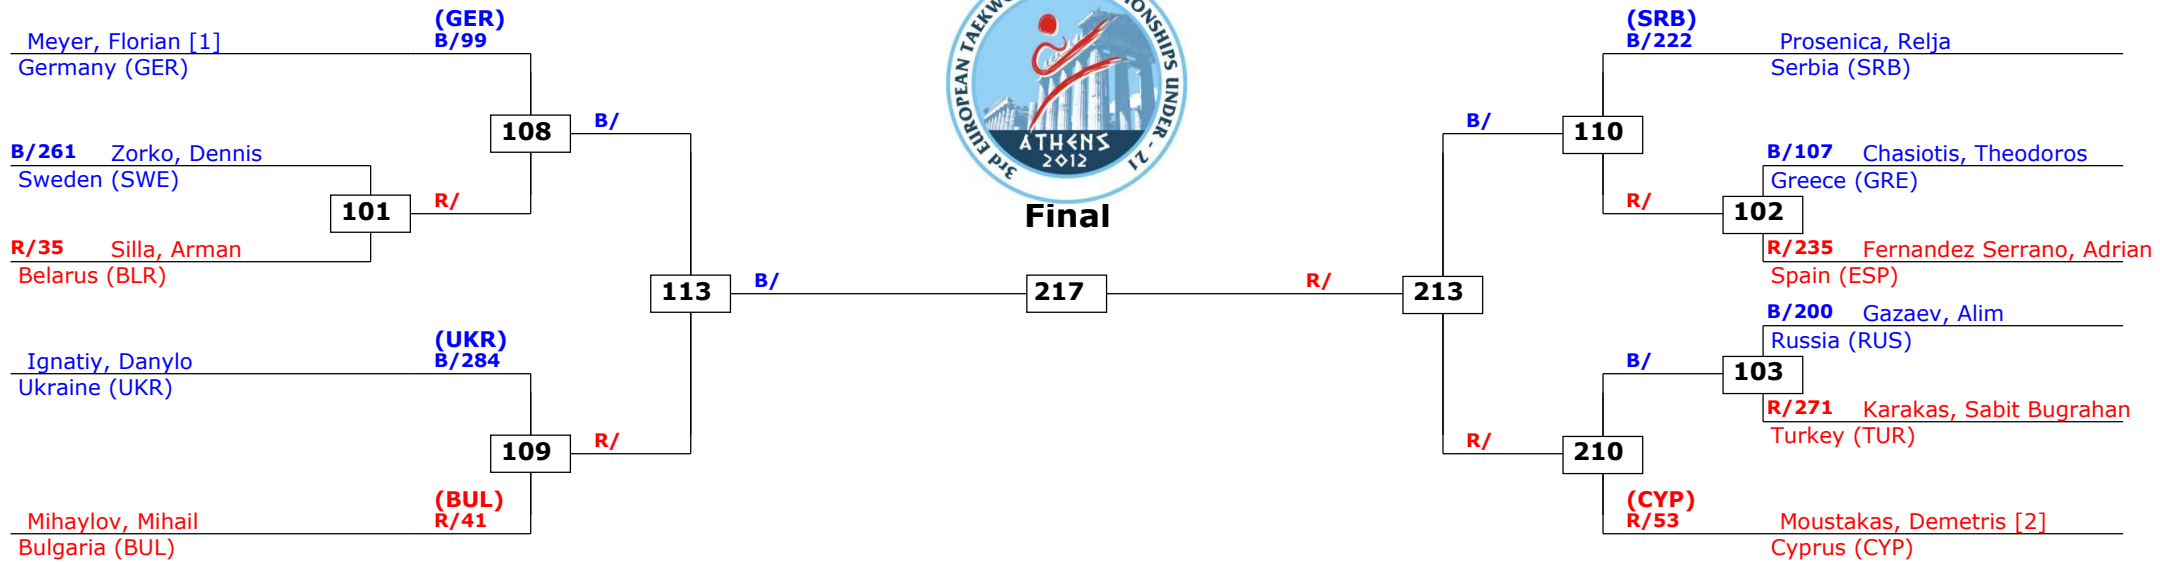 (GER)
Meyer, Florian [1] B/99
Germany (GER)
108
B/
B/261 Zorko, Dennis
Sweden (SWE)
101
R/
R/35 Silla, Arman
Belarus (BLR)
113
B/
(UKR)
Ignatiy, Danylo B/284
Ukraine (UKR)
109
R/
(BUL)
Mihaylov, Mihail R/41
Bulgaria (BUL)
3rd EUROPEAN TAEKWO
ONSHIPS UNDER - 21
ATHENS
2012
Final
217
R/
213
(SRB)
B/222 Prosenica, Relja
Serbia (SRB)
B/
110
B/107 Chasiotis, Theodoros
Greece (GRE)
R/
102
R/235 Fernandez Serrano, Adrian
Spain (ESP)
B/200 Gazaev, Alim
Russia (RUS)
B/
103
R/271 Karakas, Sabit Bugrahan
Turkey (TUR)
R/
210
(CYP)
R/53 Moustakas, Demetris [2]
Cyprus (CYP)